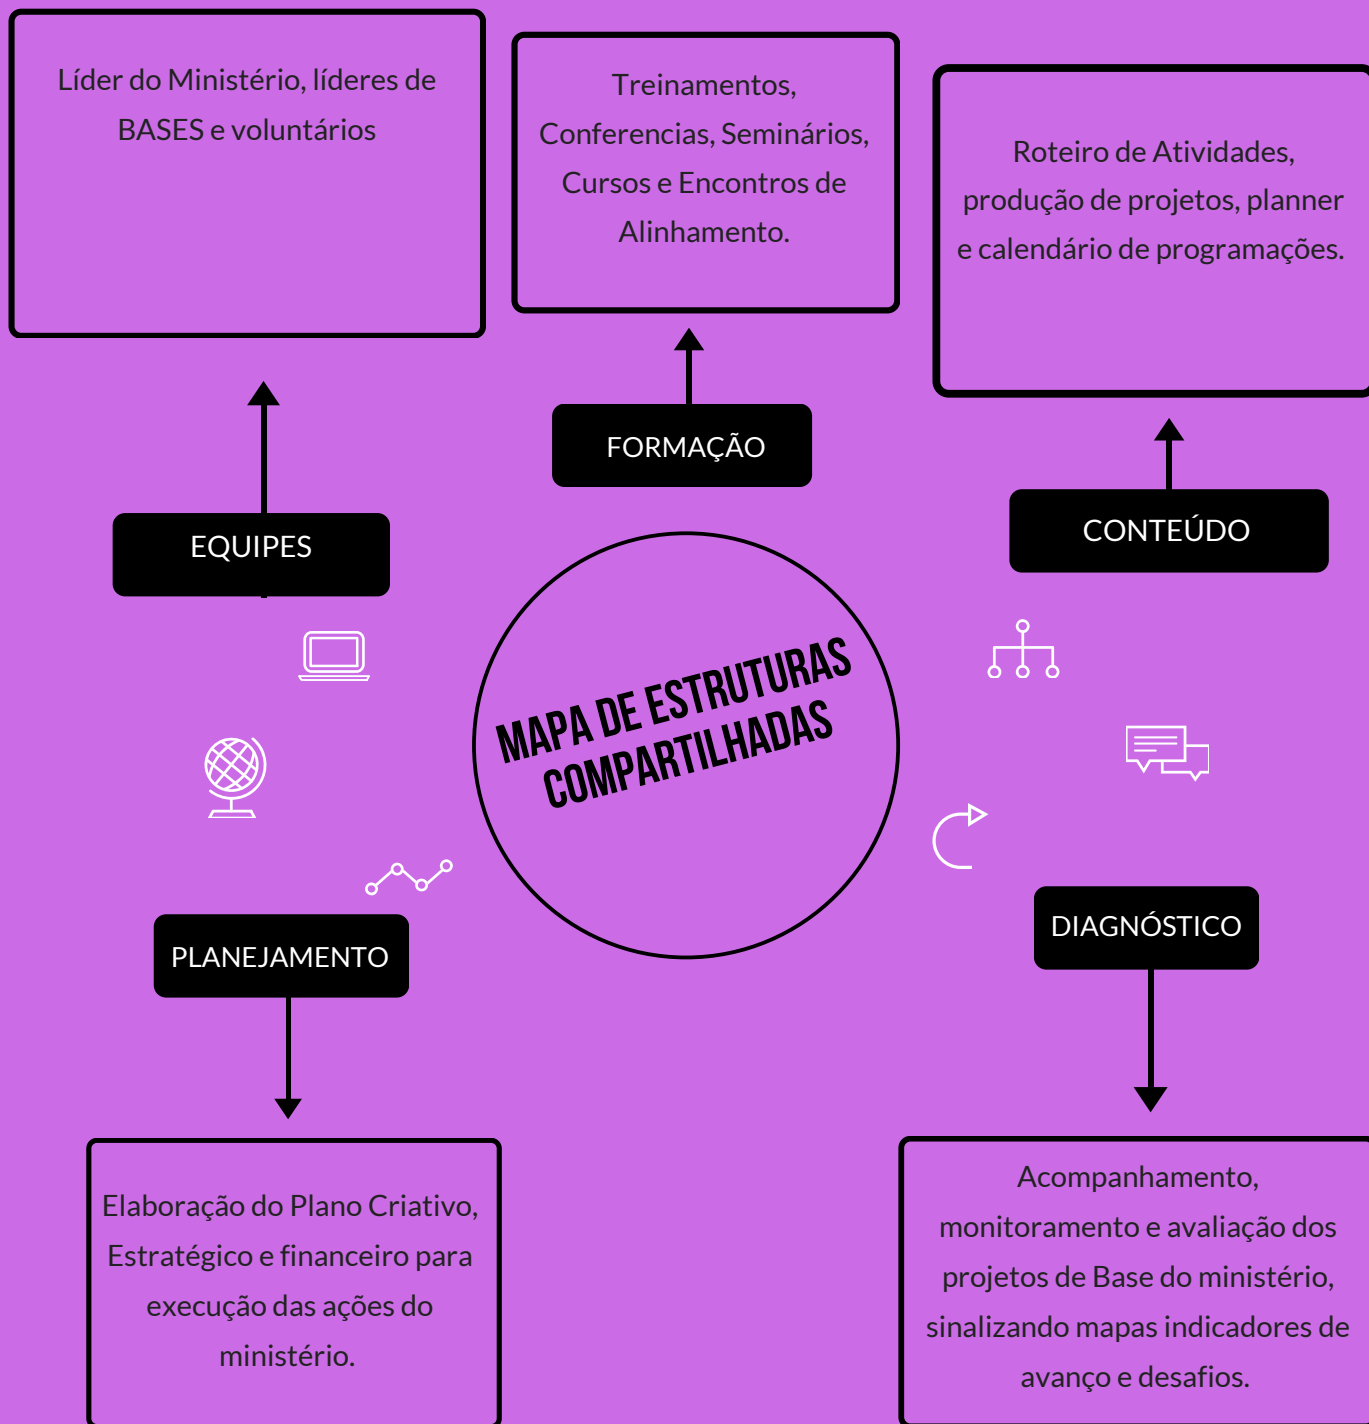 Líder do Ministério, líderes de
BASES e voluntários
Treinamentos,
Conferencias, Seminários,
Cursos e Encontros de
Alinhamento.
Roteiro de Atividades,
produção de projetos, planner
e calendário de programações.
FORMAÇÃO
EQUIPES
CONTEÚDO
MAPA DE ESTRUTURAS
COMPARTILHADAS
PLANEJAMENTO
DIAGNÓSTICO
Elaboração do Plano Criativo,
Estratégico e financeiro para
execução das ações do
ministério.
Acompanhamento,
monitoramento e avaliação dos
projetos de Base do ministério,
sinalizando mapas indicadores de
avanço e desafios.